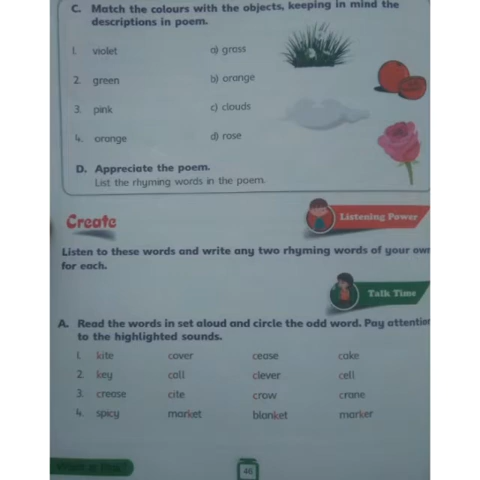 C. Match the colours with the objects, keeping in mind the
descriptions in poem.
1. violet a) grass
2. green b) orange
3. pink c) clouds
4. orange d) rose
D. Appreciate the poem.
List the rhyming words in the poem.
Create
Listening Power
Listen to these words and write any two rhyming words of your own
for each.
Talk Time
A. Read the words in set aloud and circle the odd word. Pay attention
to the highlighted sounds.
1. kite cover cease cake
2. key call clever cell
3. crease cite crow crane
4. spicy market blanket marker
46